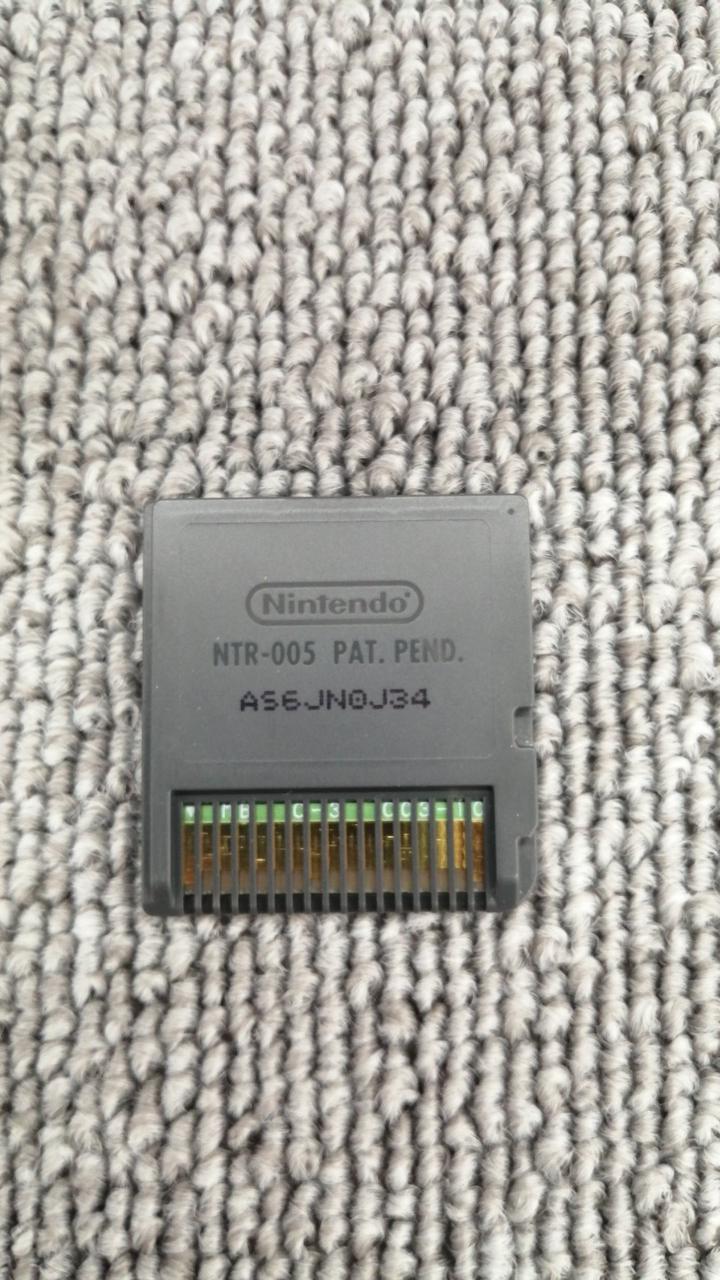 Nintendo
NTR-005 PAT. PEND.
AS6JN0J34